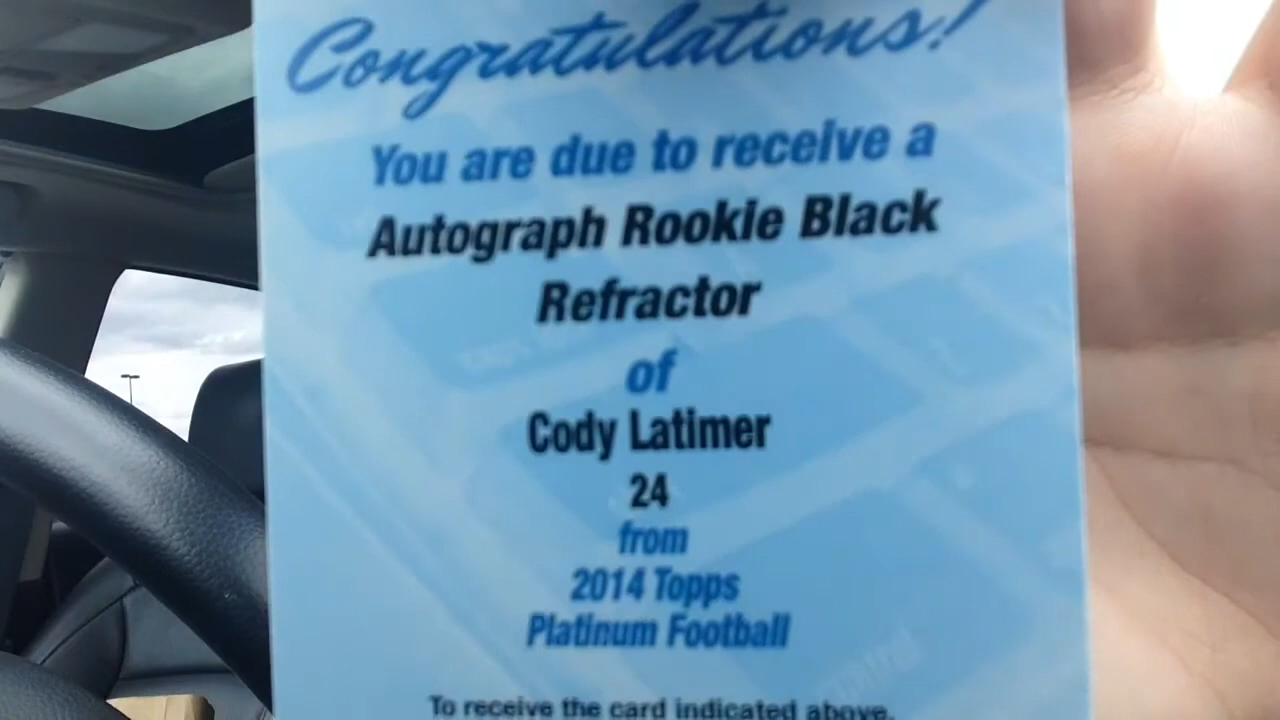 Congratulations!
You are due to receive a
Autograph Rookie Black
Refractor
of
Cody Latimer
24
from
2014 Topps
Platinum Football
To receive the card indicated above,